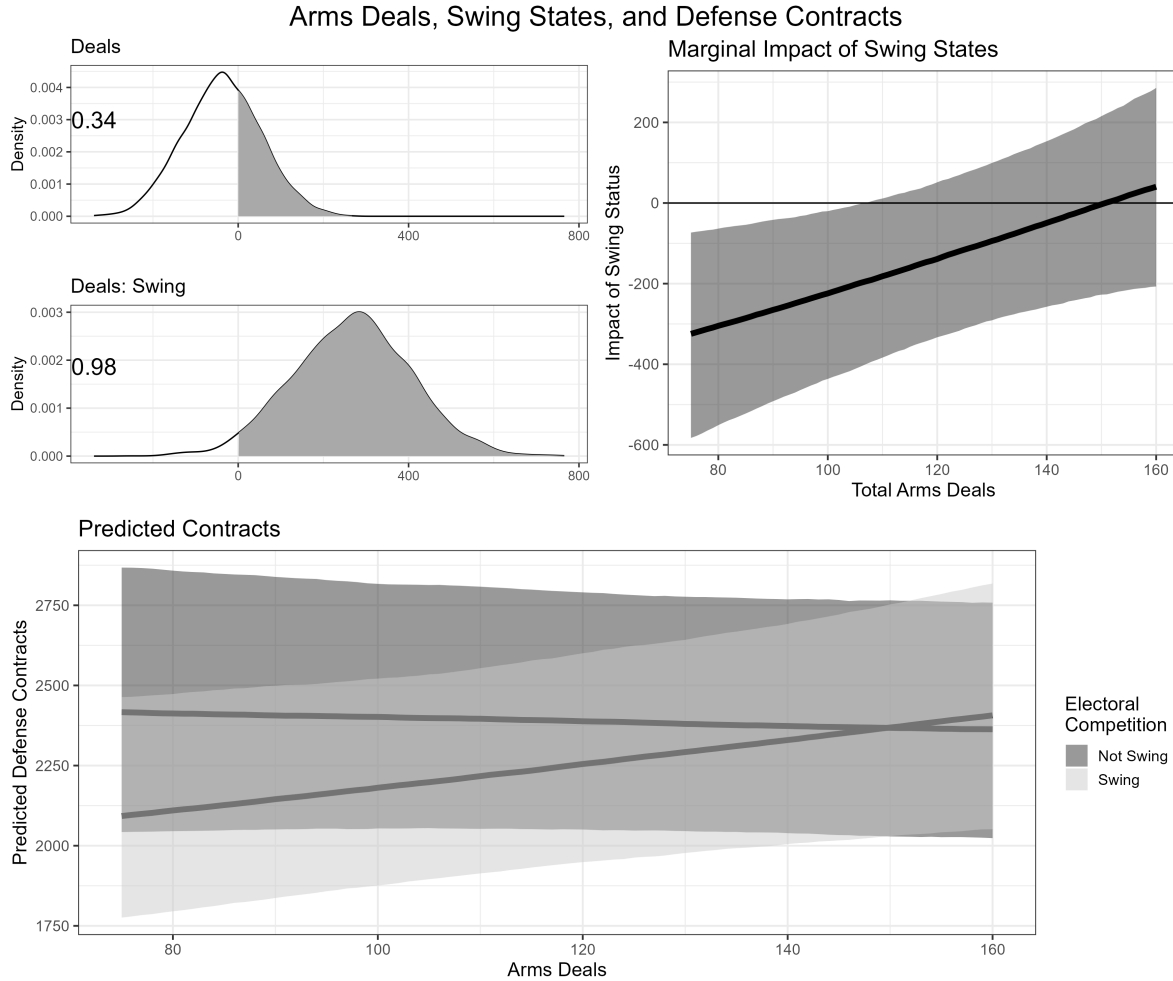 Arms Deals, Swing States, and Defense Contracts
Deals
Density
0.004
0.003
0.002
0.001
0.000
0.34
0
400
800
Deals: Swing
Density
0.003
0.002
0.001
0.000
0.98
0
400
800
Marginal Impact of Swing States
Impact of Swing Status
200
0
-200
-400
-600
80
100
120
140
160
Total Arms Deals
Predicted Contracts
Predicted Defense Contracts
2750
2500
2250
2000
1750
80
100
120
140
160
Arms Deals
Electoral
Competition
Not Swing
Swing